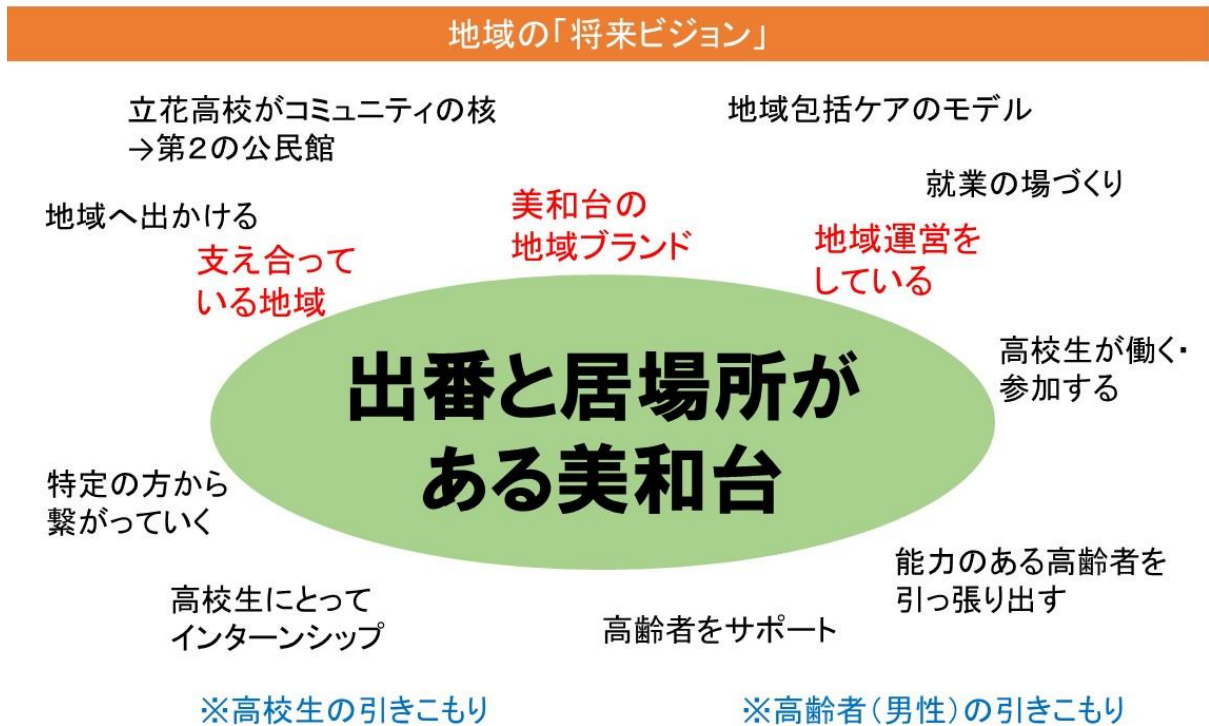 地域の「将来ビジョン」
立花高校がコミュニティの核
→第2の公民館
地域包括ケアのモデル
就業の場づくり
地域へ出かける
美和台の
地域ブランド
支え合って
いる地域
地域運営を
している
出番と居場所が
ある美和台
高校生が働く・
参加する
特定の方から
繋がっていく
能力のある高齢者を
引っ張り出す
高校生にとって
インターンシップ
高齢者をサポート
※高校生の引きこもり
※高齢者(男性)の引きこもり